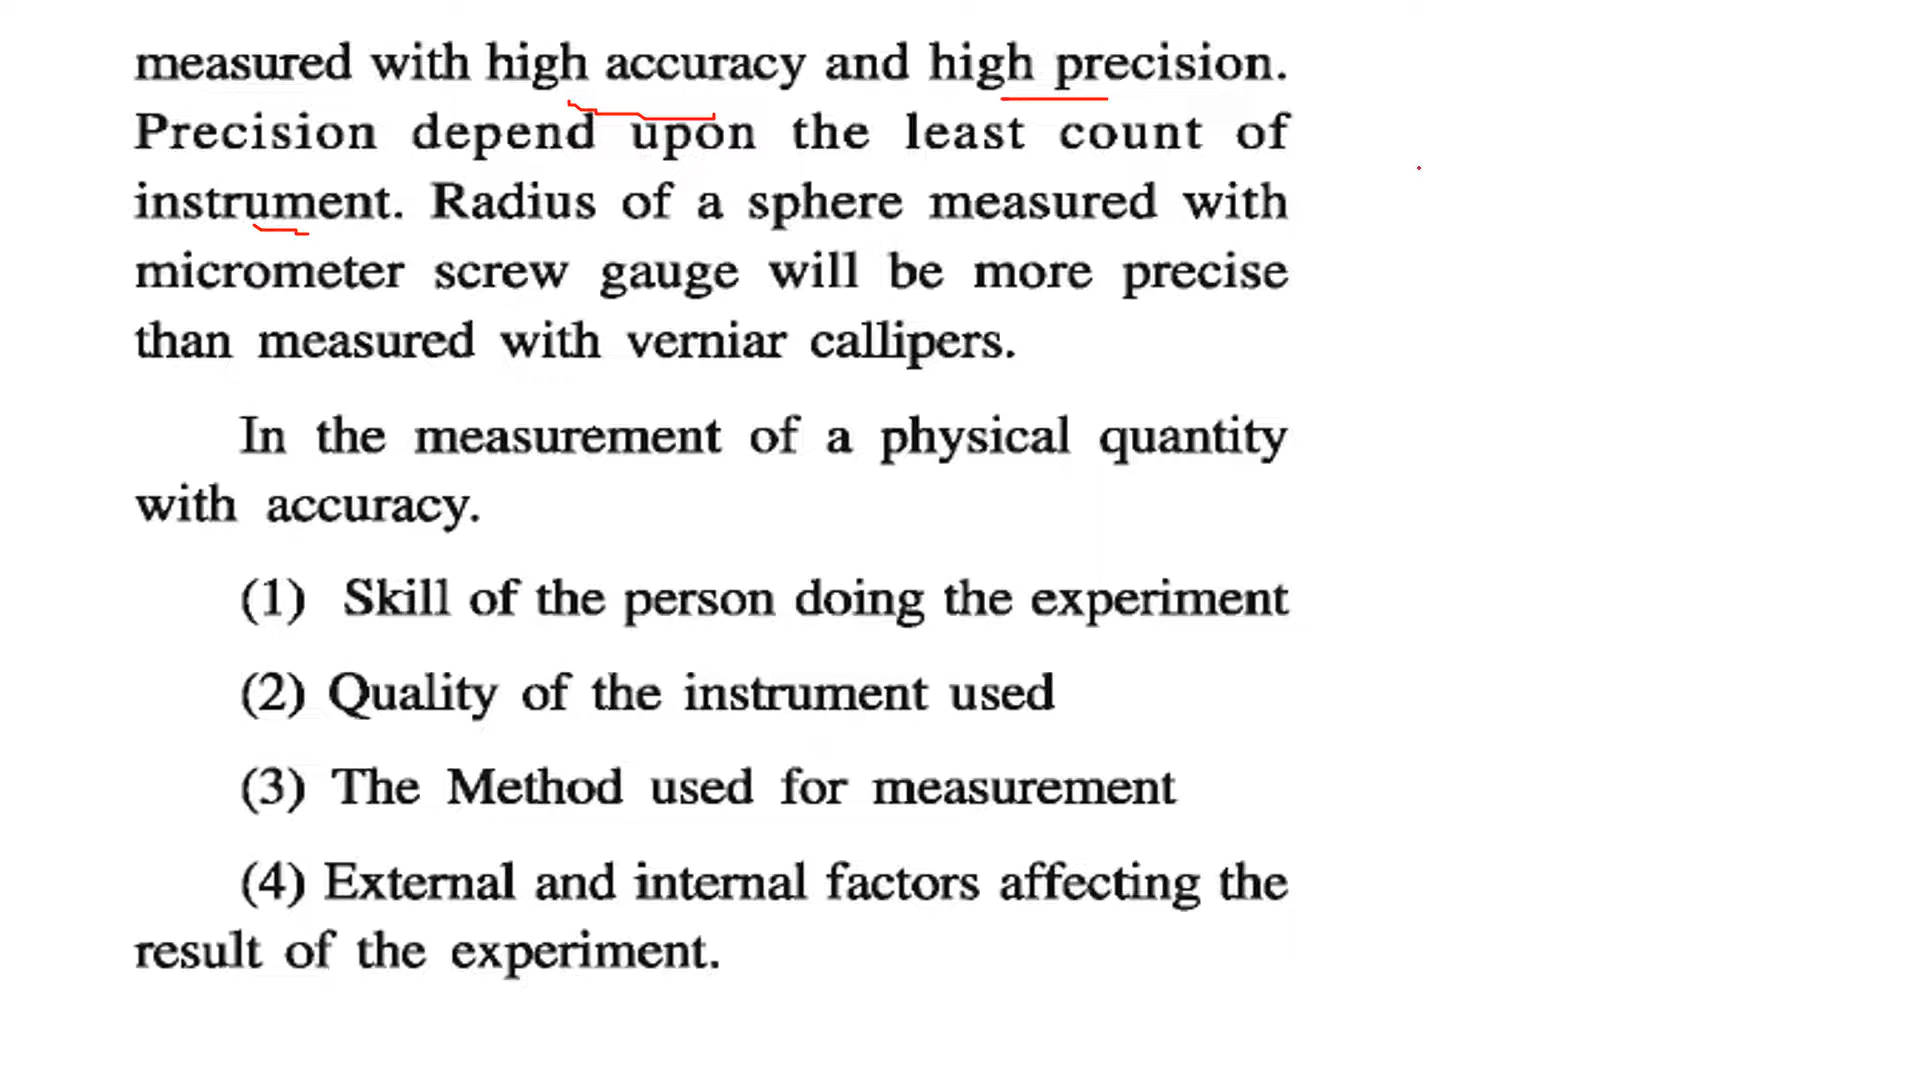 measured with high accuracy and high precision.
Precision depend upon the least count of
instrument. Radius of a sphere measured with
micrometer screw gauge will be more precise
than measured with verniar callipers.
In the measurement of a physical quantity
with accuracy.
(1) Skill of the person doing the experiment
(2) Quality of the instrument used
(3) The Method used for measurement
(4) External and internal factors affecting the
result of the experiment.